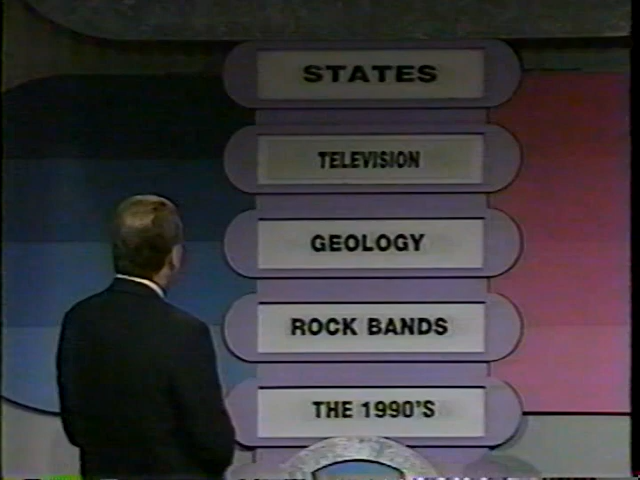 STATES
TELEVISION
GEOLOGY
ROCK BANDS
THE 1990'S